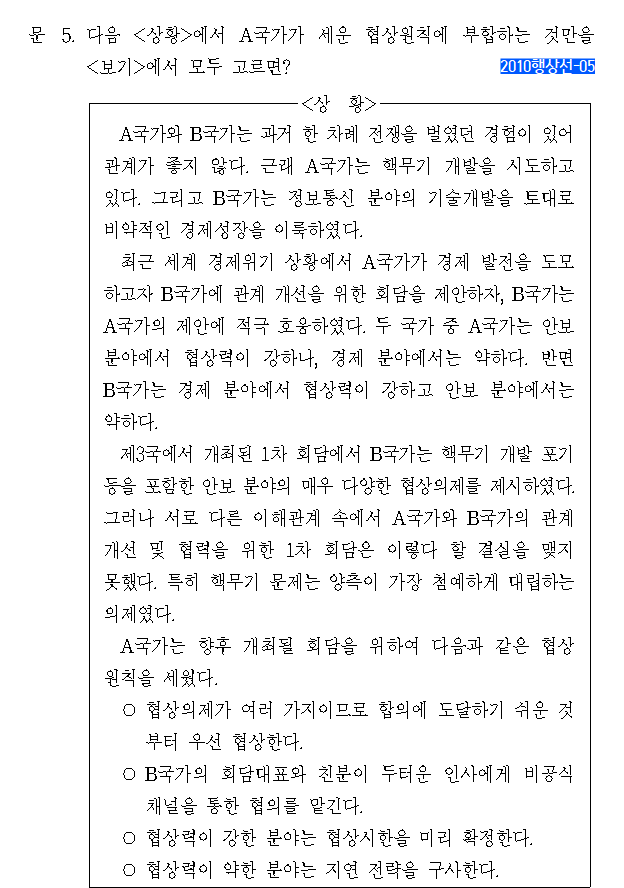 문 5. 다음 <상황>에서 A국가가 세운 협상원칙에 부합하는 것만을
<보기>에서 모두 고르면?
2010행상선-05
<상 황>
A국가와 B국가는 과거 한 차례 전쟁을 벌였던 경험이 있어
관계가 좋지 않다. 근래 A국가는 핵무기 개발을 시도하고
있다. 그리고 B국가는 정보통신 분야의 기술개발을 토대로
비약적인 경제성장을 이룩하였다.
최근 세계 경제위기 상황에서 A국가가 경제 발전을 도모
하고자 B국가에 관계 개선을 위한 회담을 제안하자, B국가는
A국가의 제안에 적극 호응하였다. 두 국가 중 A국가는 안보
분야에서 협상력이 강하나, 경제 분야에서는 약하다. 반면
B국가는 경제 분야에서 협상력이 강하고 안보 분야에서는
약하다.
제3국에서 개최된 1차 회담에서 B국가는 핵무기 개발 포기
등을 포함한 안보 분야의 매우 다양한 협상의제를 제시하였다.
그러나 서로 다른 이해관계 속에서 A국가와 B국가의 관계
개선 및 협력을 위한 1차 회담은 이렇다 할 결실을 맺지
못했다. 특히 핵무기 문제는 양측이 가장 첨예하게 대립하는
의제였다.
A국가는 향후 개최될 회담을 위하여 다음과 같은 협상
원칙을 세웠다.
○ 협상의제가 여러 가지이므로 합의에 도달하기 쉬운 것
부터 우선 협상한다.
○ B국가의 회담대표와 친분이 두터운 인사에게 비공식
채널을 통한 협의를 맡긴다.
○ 협상력이 강한 분야는 협상시한을 미리 확정한다.
○ 협상력이 약한 분야는 지연 전략을 구사한다.